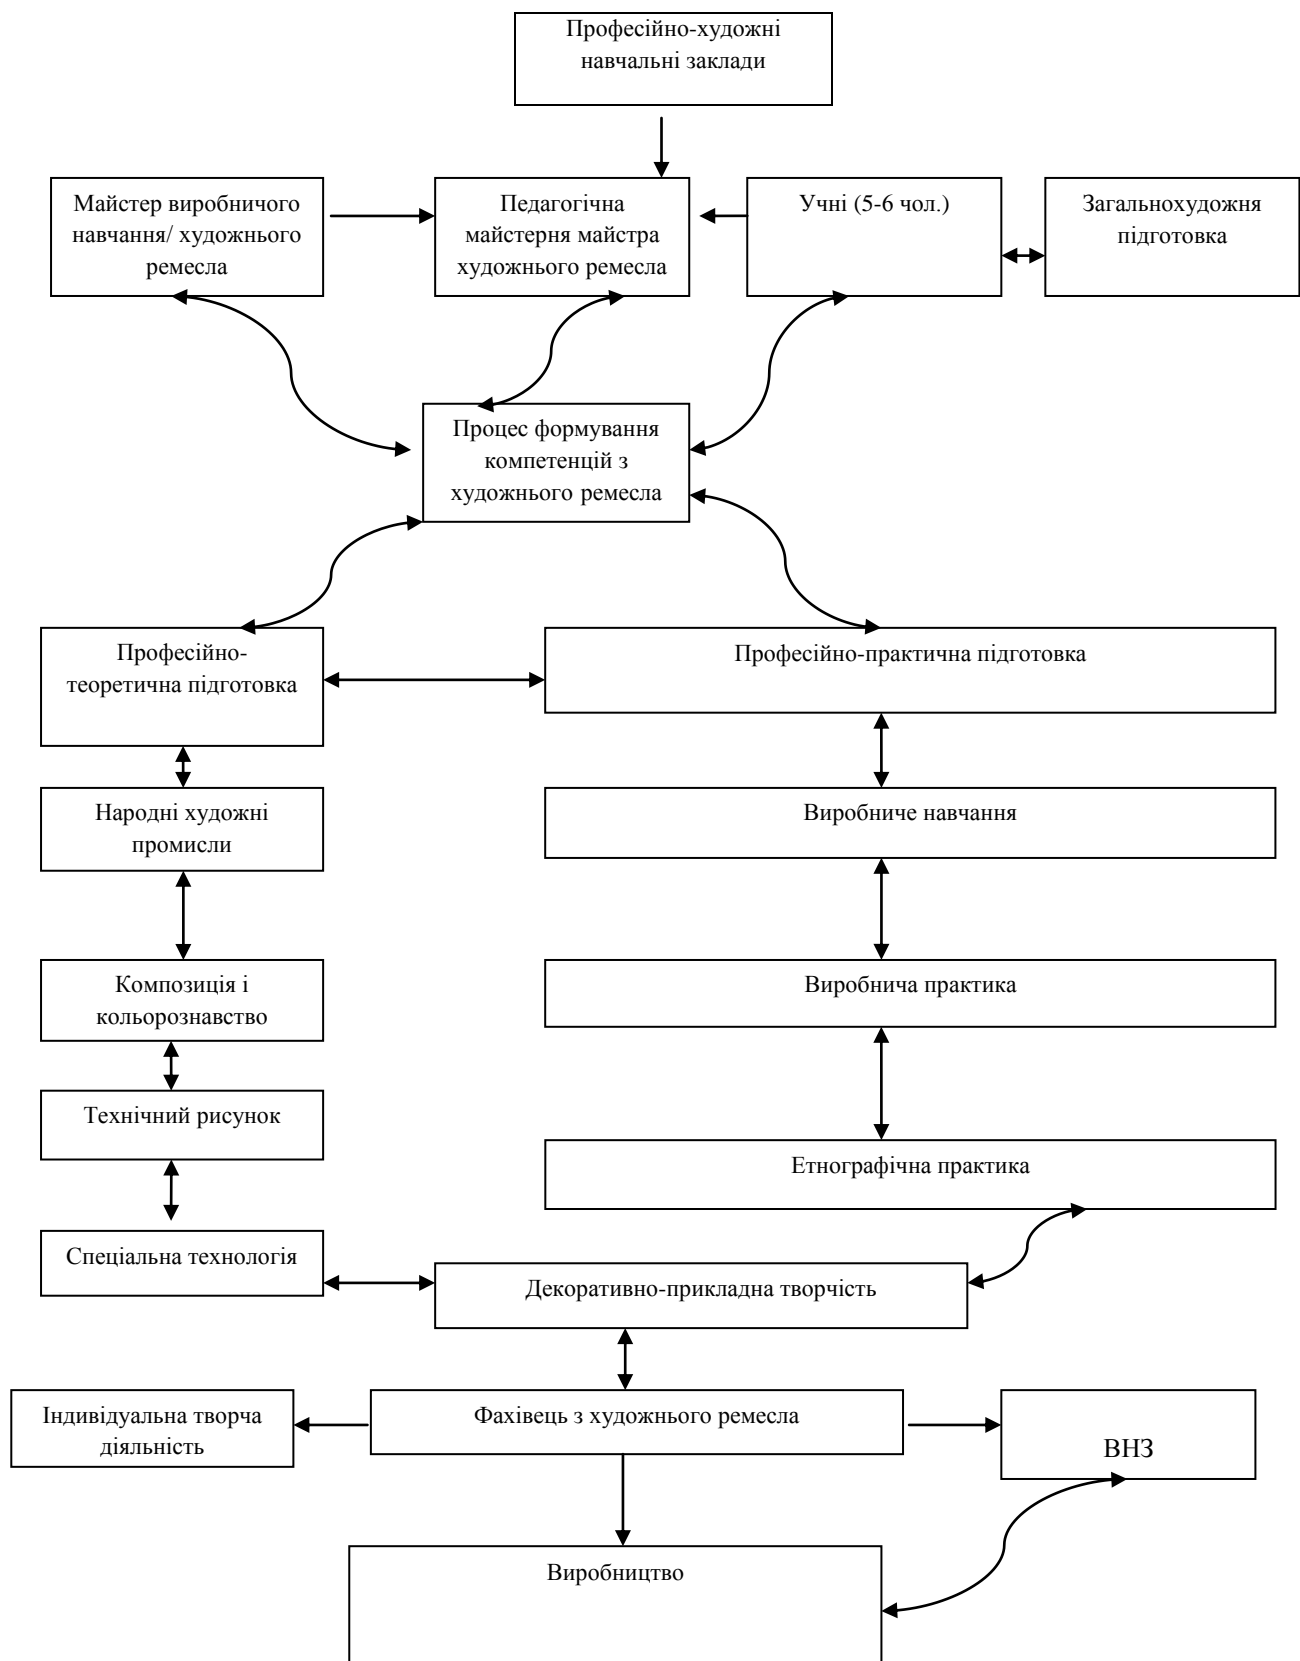 Професійно-художні
навчальні заклади
Майстер виробничого
навчання/ художнього
ремесла
Педагогічна
майстерня майстра
художнього ремесла
Учні (5-6 чол.)
Загальнохудожня
підготовка
Процес формування
компетенцій з
художнього ремесла
Професійно-
теоретична підготовка
Професійно-практична підготовка
Народні художні
промисли
Виробниче навчання
Композиція і
кольорознавство
Виробнича практика
Технічний рисунок
Етнографічна практика
Спеціальна технологія
Декоративно-прикладна творчість
Індивідуальна творча
діяльність
Фахівець з художнього ремесла
ВНЗ
Виробництво